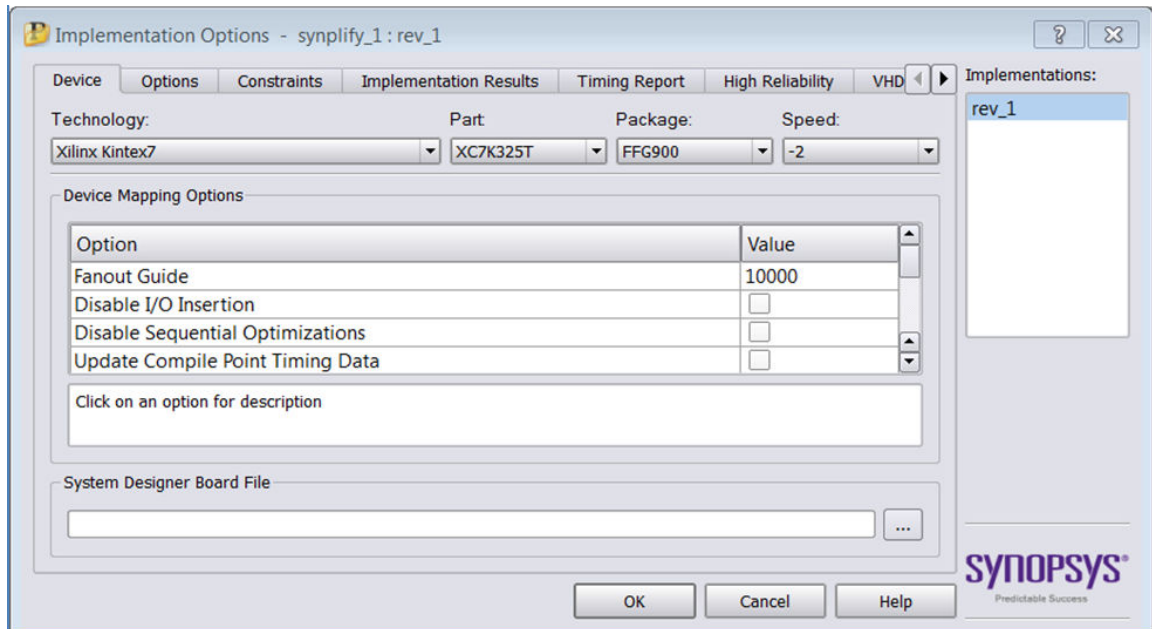 Implementation Options - synplify_1 : rev_1
Device Options Constraints Implementation Results Timing Report High Reliability VHD
Implementations:
rev_1
Technology: Part Package: Speed:
Xilinx Kintex7 XC7K325T FFG900 -2
Device Mapping Options
Option Value
Fanout Guide 10000
Disable I/O Insertion
Disable Sequential Optimizations
Update Compile Point Timing Data
Click on an option for description
System Designer Board File
...
OK Cancel Help
SYNOPSYS®
Predictable Success